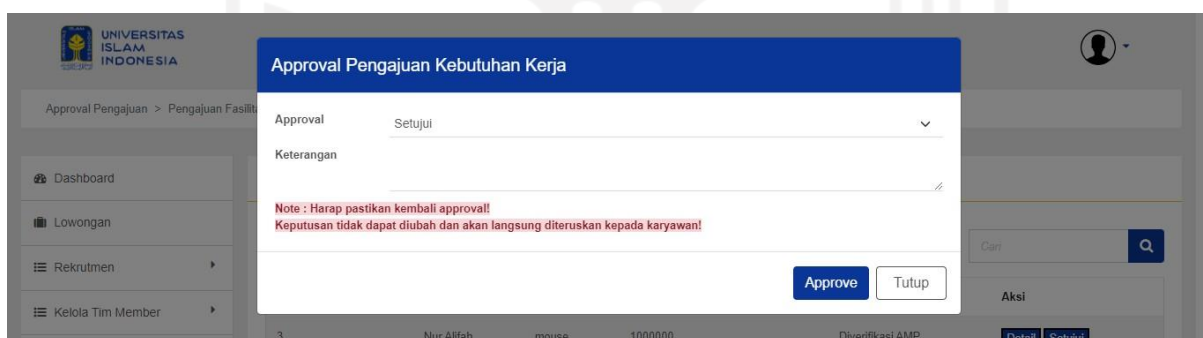 UNIVERSITAS
ISLAM
INDONESIA
Approval Pengajuan Kebutuhan Kerja
Approval Pengajuan > Pengajuan Fasilit
Approval
Setujui
Keterangan
Note : Harap pastikan kembali approval!
Keputusan tidak dapat diubah dan akan langsung diteruskan kepada karyawan!
Approve
Tutup
Dashboard
Lowongan
Rekrutmen
Kelola Tim Member
Cari
Aksi
3 Nur Alifah mouse 1000000 Diverifikasi AMP Detail Setujui